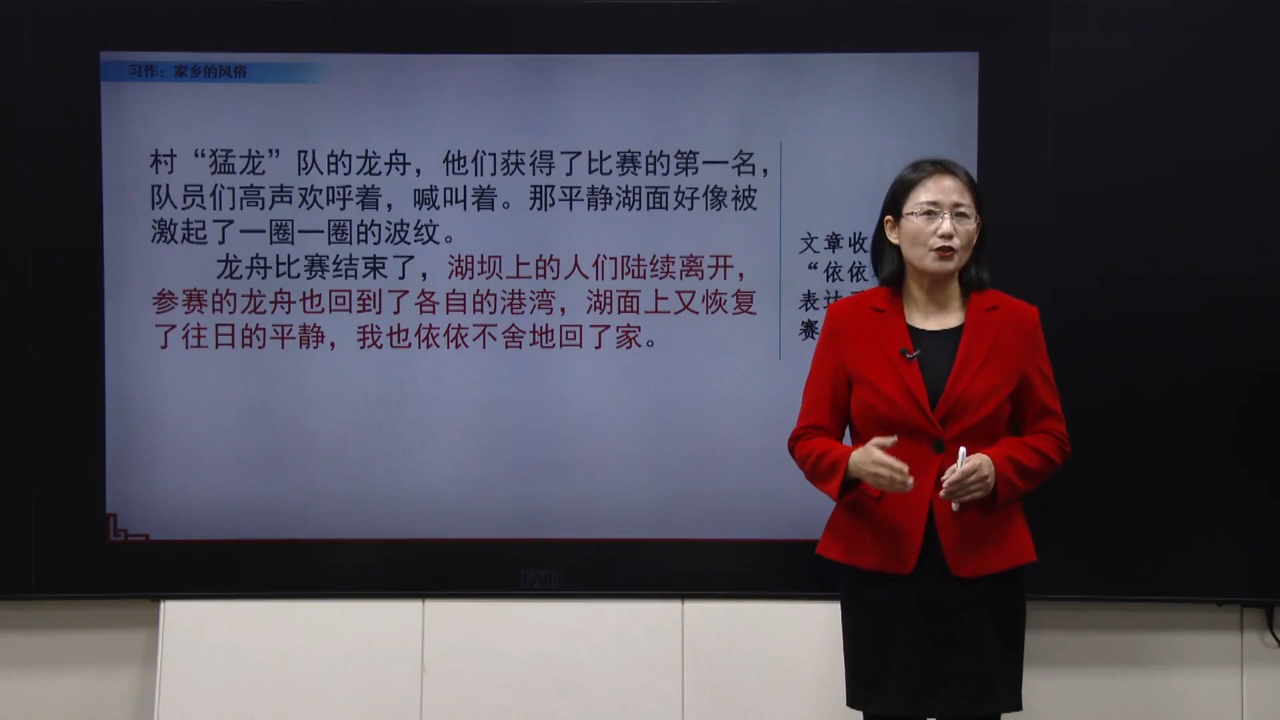 习作：家乡的风俗
村“猛龙”队的龙舟，他们获得了比赛的第一名，
队员们高声欢呼着，喊叫着。那平静湖面好像被
激起了一圈一圈的波纹。
龙舟比赛结束了，湖坝上的人们陆续离开，
参赛的龙舟也回到了各自的港湾，湖面上又恢复
了往日的平静，我也依依不舍地回了家。
文章收
“依依
表达
赛